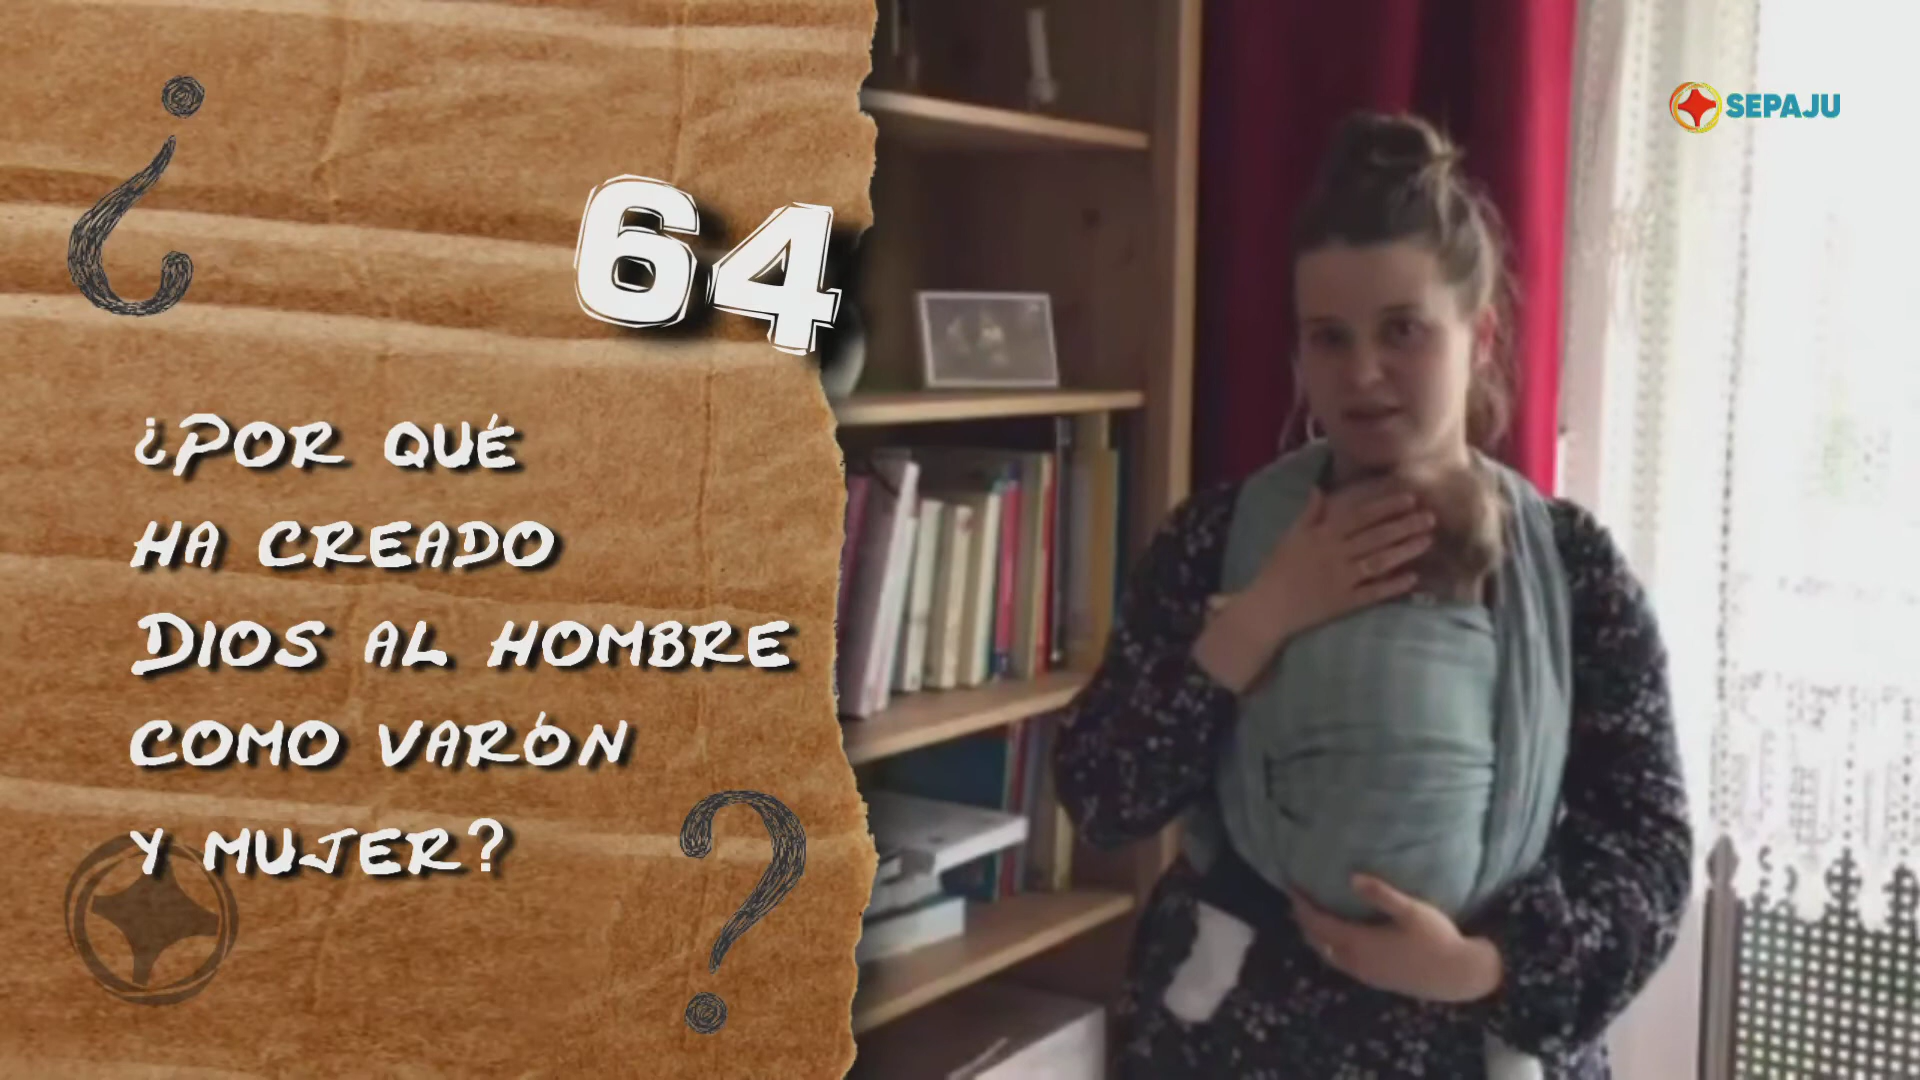 SEPAJU
64
¿POR QUÉ
HA CREADO
DIOS AL HOMBRE
COMO VARÓN
Y MUJER?